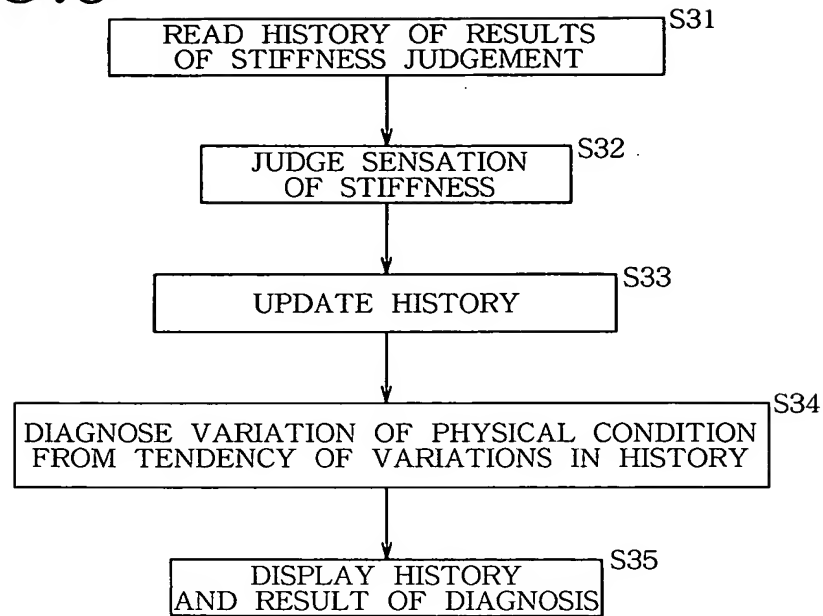 S31
READ HISTORY OF RESULTS
OF STIFFNESS JUDGEMENT
S32
JUDGE SENSATION
OF STIFFNESS
S33
UPDATE HISTORY
S34
DIAGNOSE VARIATION OF PHYSICAL CONDITION
FROM TENDENCY OF VARIATIONS IN HISTORY
S35
DISPLAY HISTORY
AND RESULT OF DIAGNOSIS